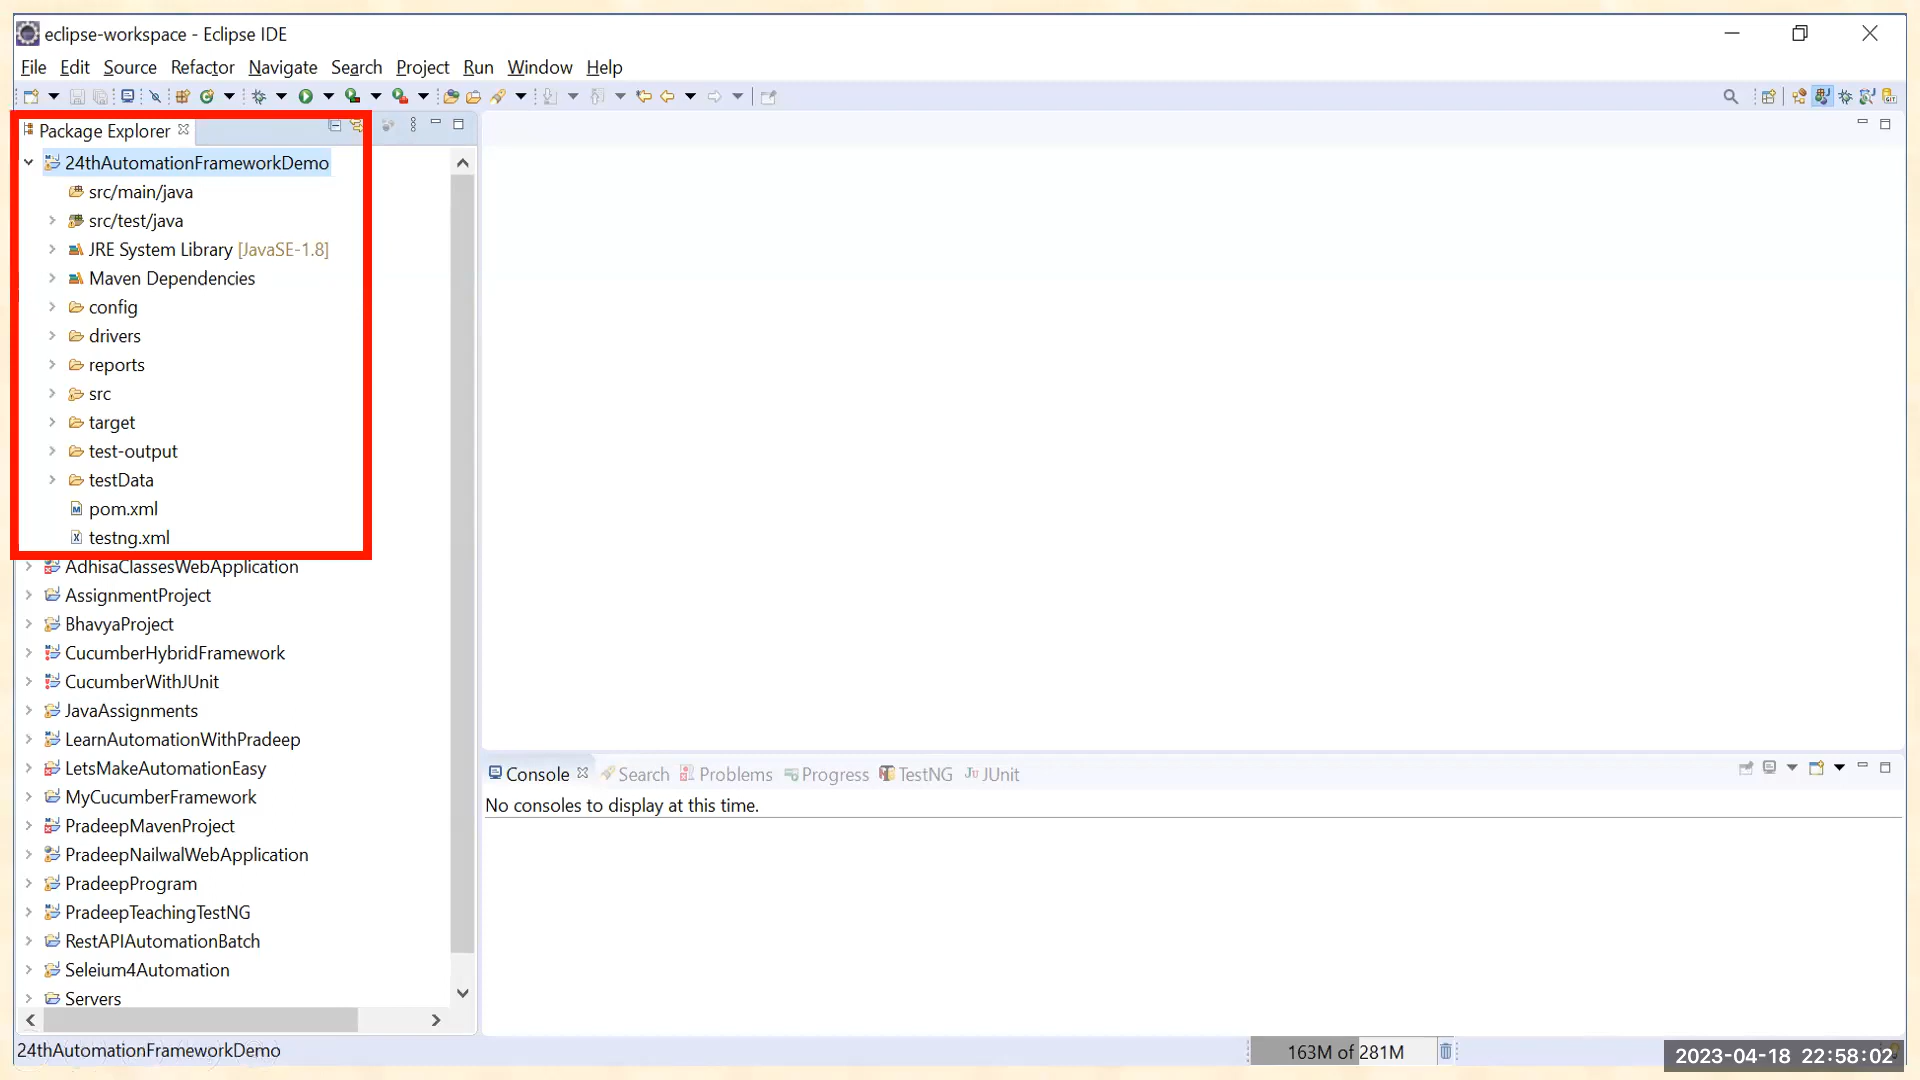 eclipse-workspace - Eclipse IDE
File Edit Source Refactor Navigate Search Project Run Window Help
Package Explorer
24thAutomationFrameworkDemo
src/main/java
src/test/java
JRE System Library [JavaSE-1.8]
Maven Dependencies
config
drivers
reports
src
target
test-output
testData
pom.xml
testng.xml
AdhisaClassesWebApplication
AssignmentProject
BhavyaProject
CucumberHybridFramework
CucumberWithJUnit
JavaAssignments
LearnAutomationWithPradeep
LetsMakeAutomationEasy
MyCucumberFramework
PradeepMavenProject
PradeepNailwalWebApplication
PradeepProgram
PradeepTeachingTestNG
RestAPIAutomationBatch
Seleium4Automation
Servers
Console Search Problems Progress TestNG JUnit
No consoles to display at this time.
24thAutomationFrameworkDemo
163M of 281M
2023-04-18 22:58:02